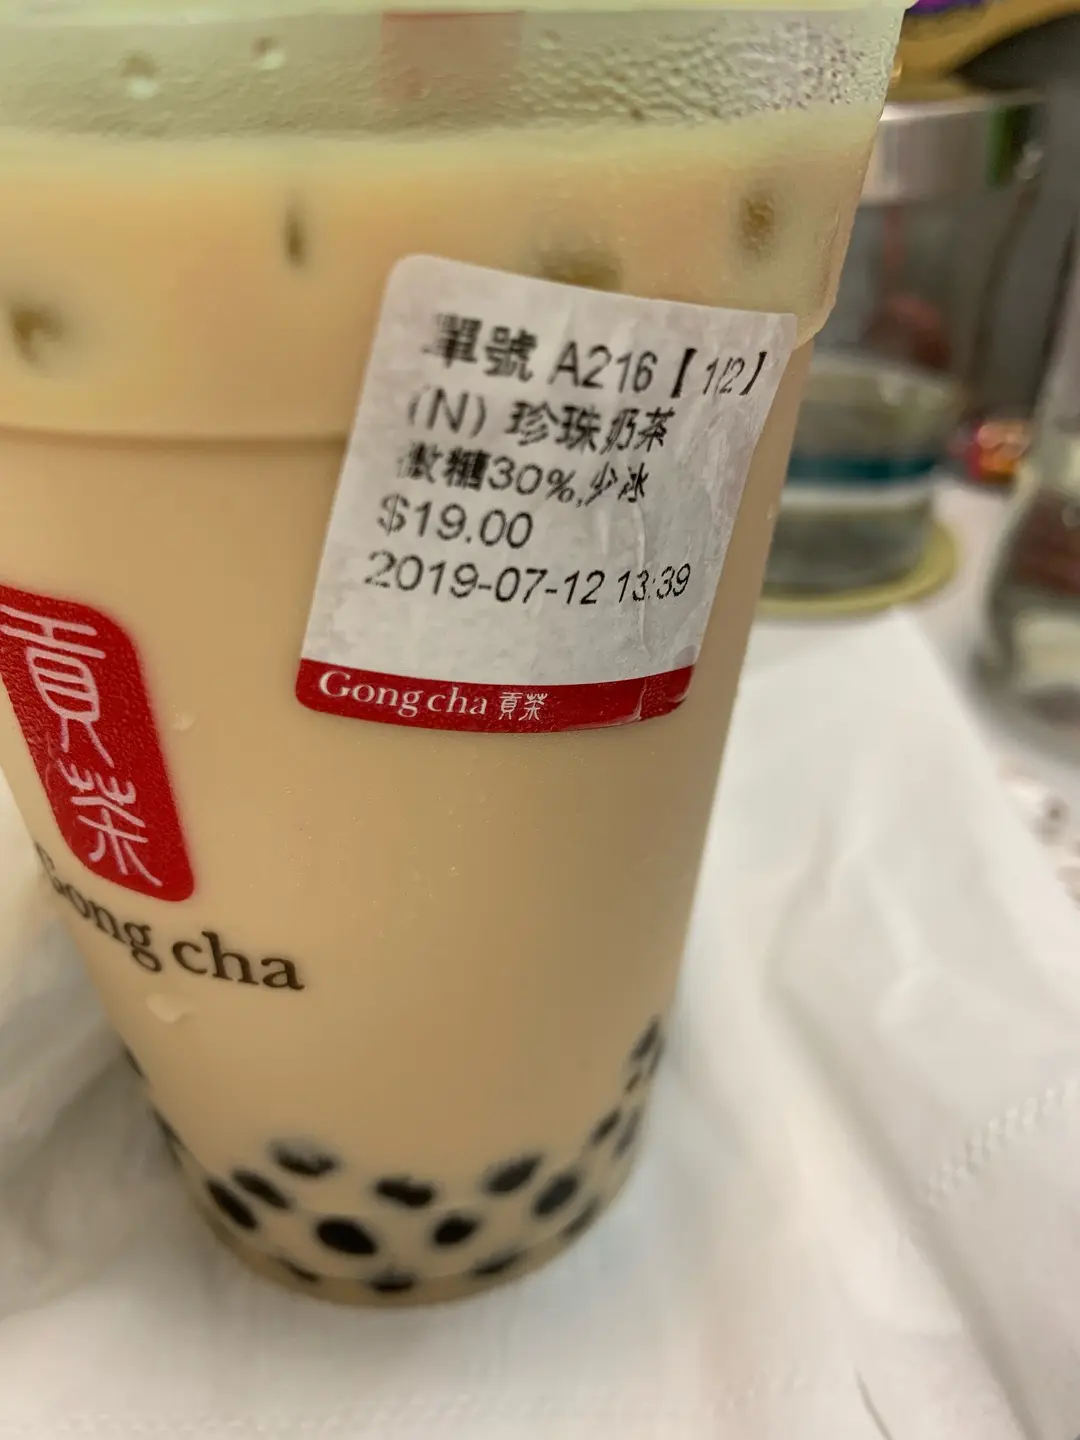 單號 A216【1/2】
(N) 珍珠奶茶
微糖30%,少冰
$19.00
2019-07-12 13:39
Gong cha 貢茶
貢茶
Gong cha